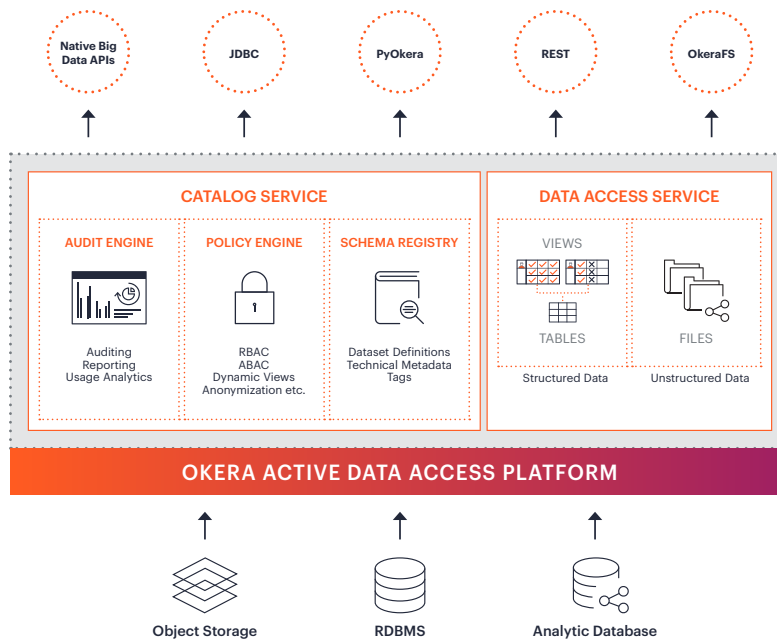 Native Big
Data APIs
JDBC
PyOkera
REST
OkeraFS
CATALOG SERVICE
DATA ACCESS SERVICE
AUDIT ENGINE
POLICY ENGINE
SCHEMA REGISTRY
VIEWS
TABLES
FILES
Auditing
Reporting
Usage Analytics
RBAC
ABAC
Dynamic Views
Anonymization etc.
Dataset Definitions
Technical Metadata
Tags
Structured Data
Unstructured Data
OKERA ACTIVE DATA ACCESS PLATFORM
Object Storage
RDBMS
Analytic Database